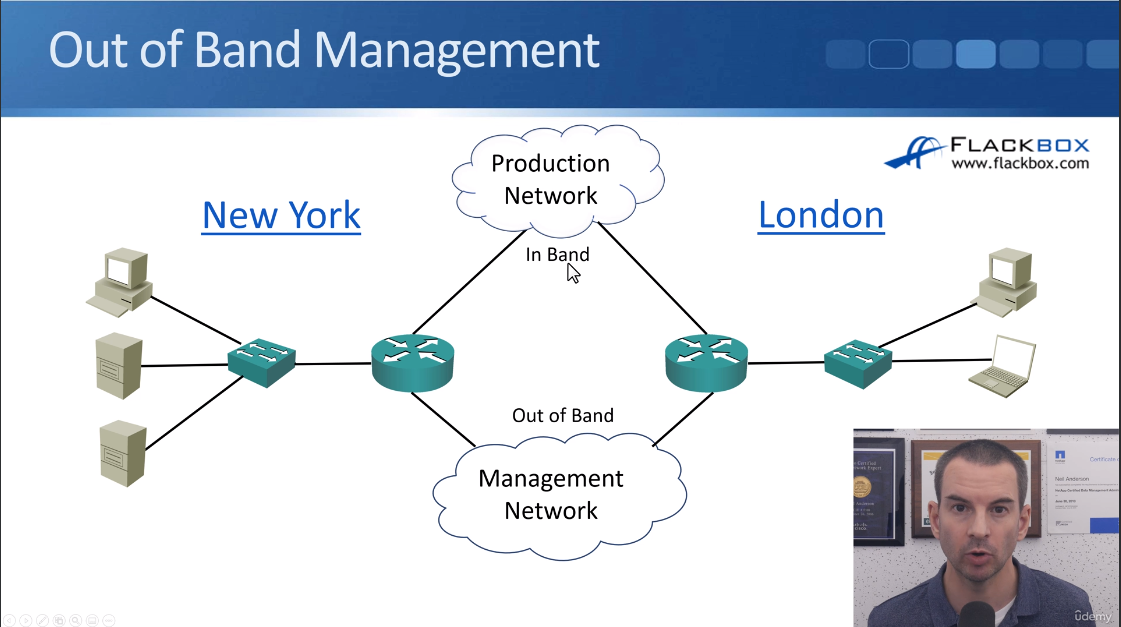 Out of Band Management
FLACKBOX
www.flackbox.com
Production
Network
New York
London
In Band
Out of Band
Management
Network
Neil Anderson
udemy